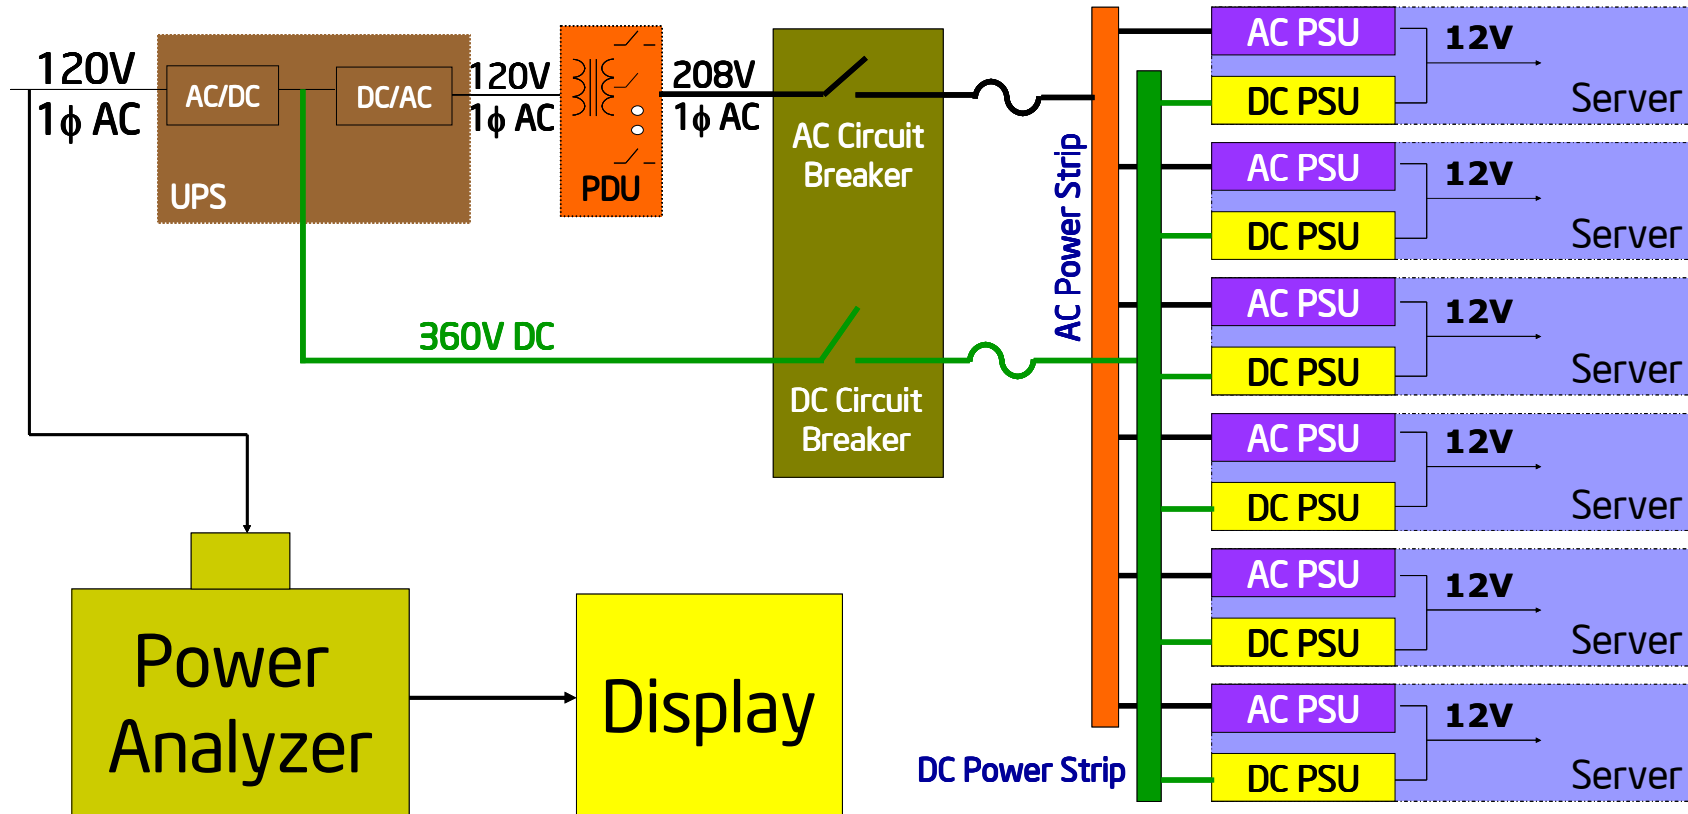 120V
1ϕ AC
AC/DC
DC/AC
UPS
120V
1ϕ AC
PDU
208V
1ϕ AC
AC Circuit
Breaker
360V DC
DC Circuit
Breaker
AC Power Strip
DC Power Strip
AC PSU
DC PSU
12V
Server
AC PSU
DC PSU
12V
Server
AC PSU
DC PSU
12V
Server
AC PSU
DC PSU
12V
Server
AC PSU
DC PSU
12V
Server
AC PSU
DC PSU
12V
Server
Power
Analyzer
Display